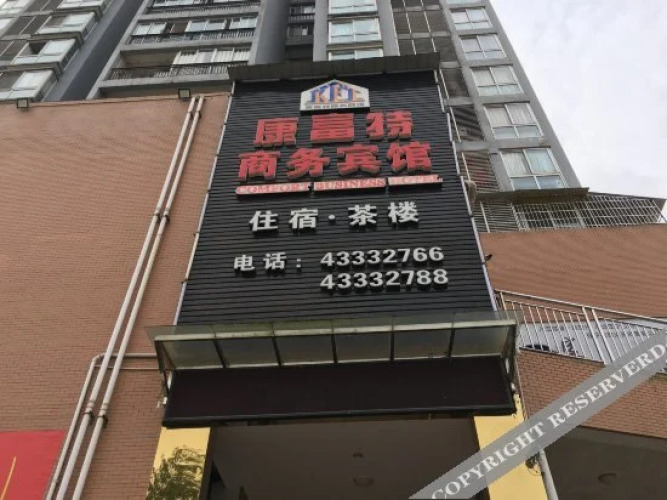 KFT
康富特
商务宾馆
COMFORT BUSINESS HOTEL
住宿·茶楼
电话：43332766
43332788
COPYRIGHT RESERVED